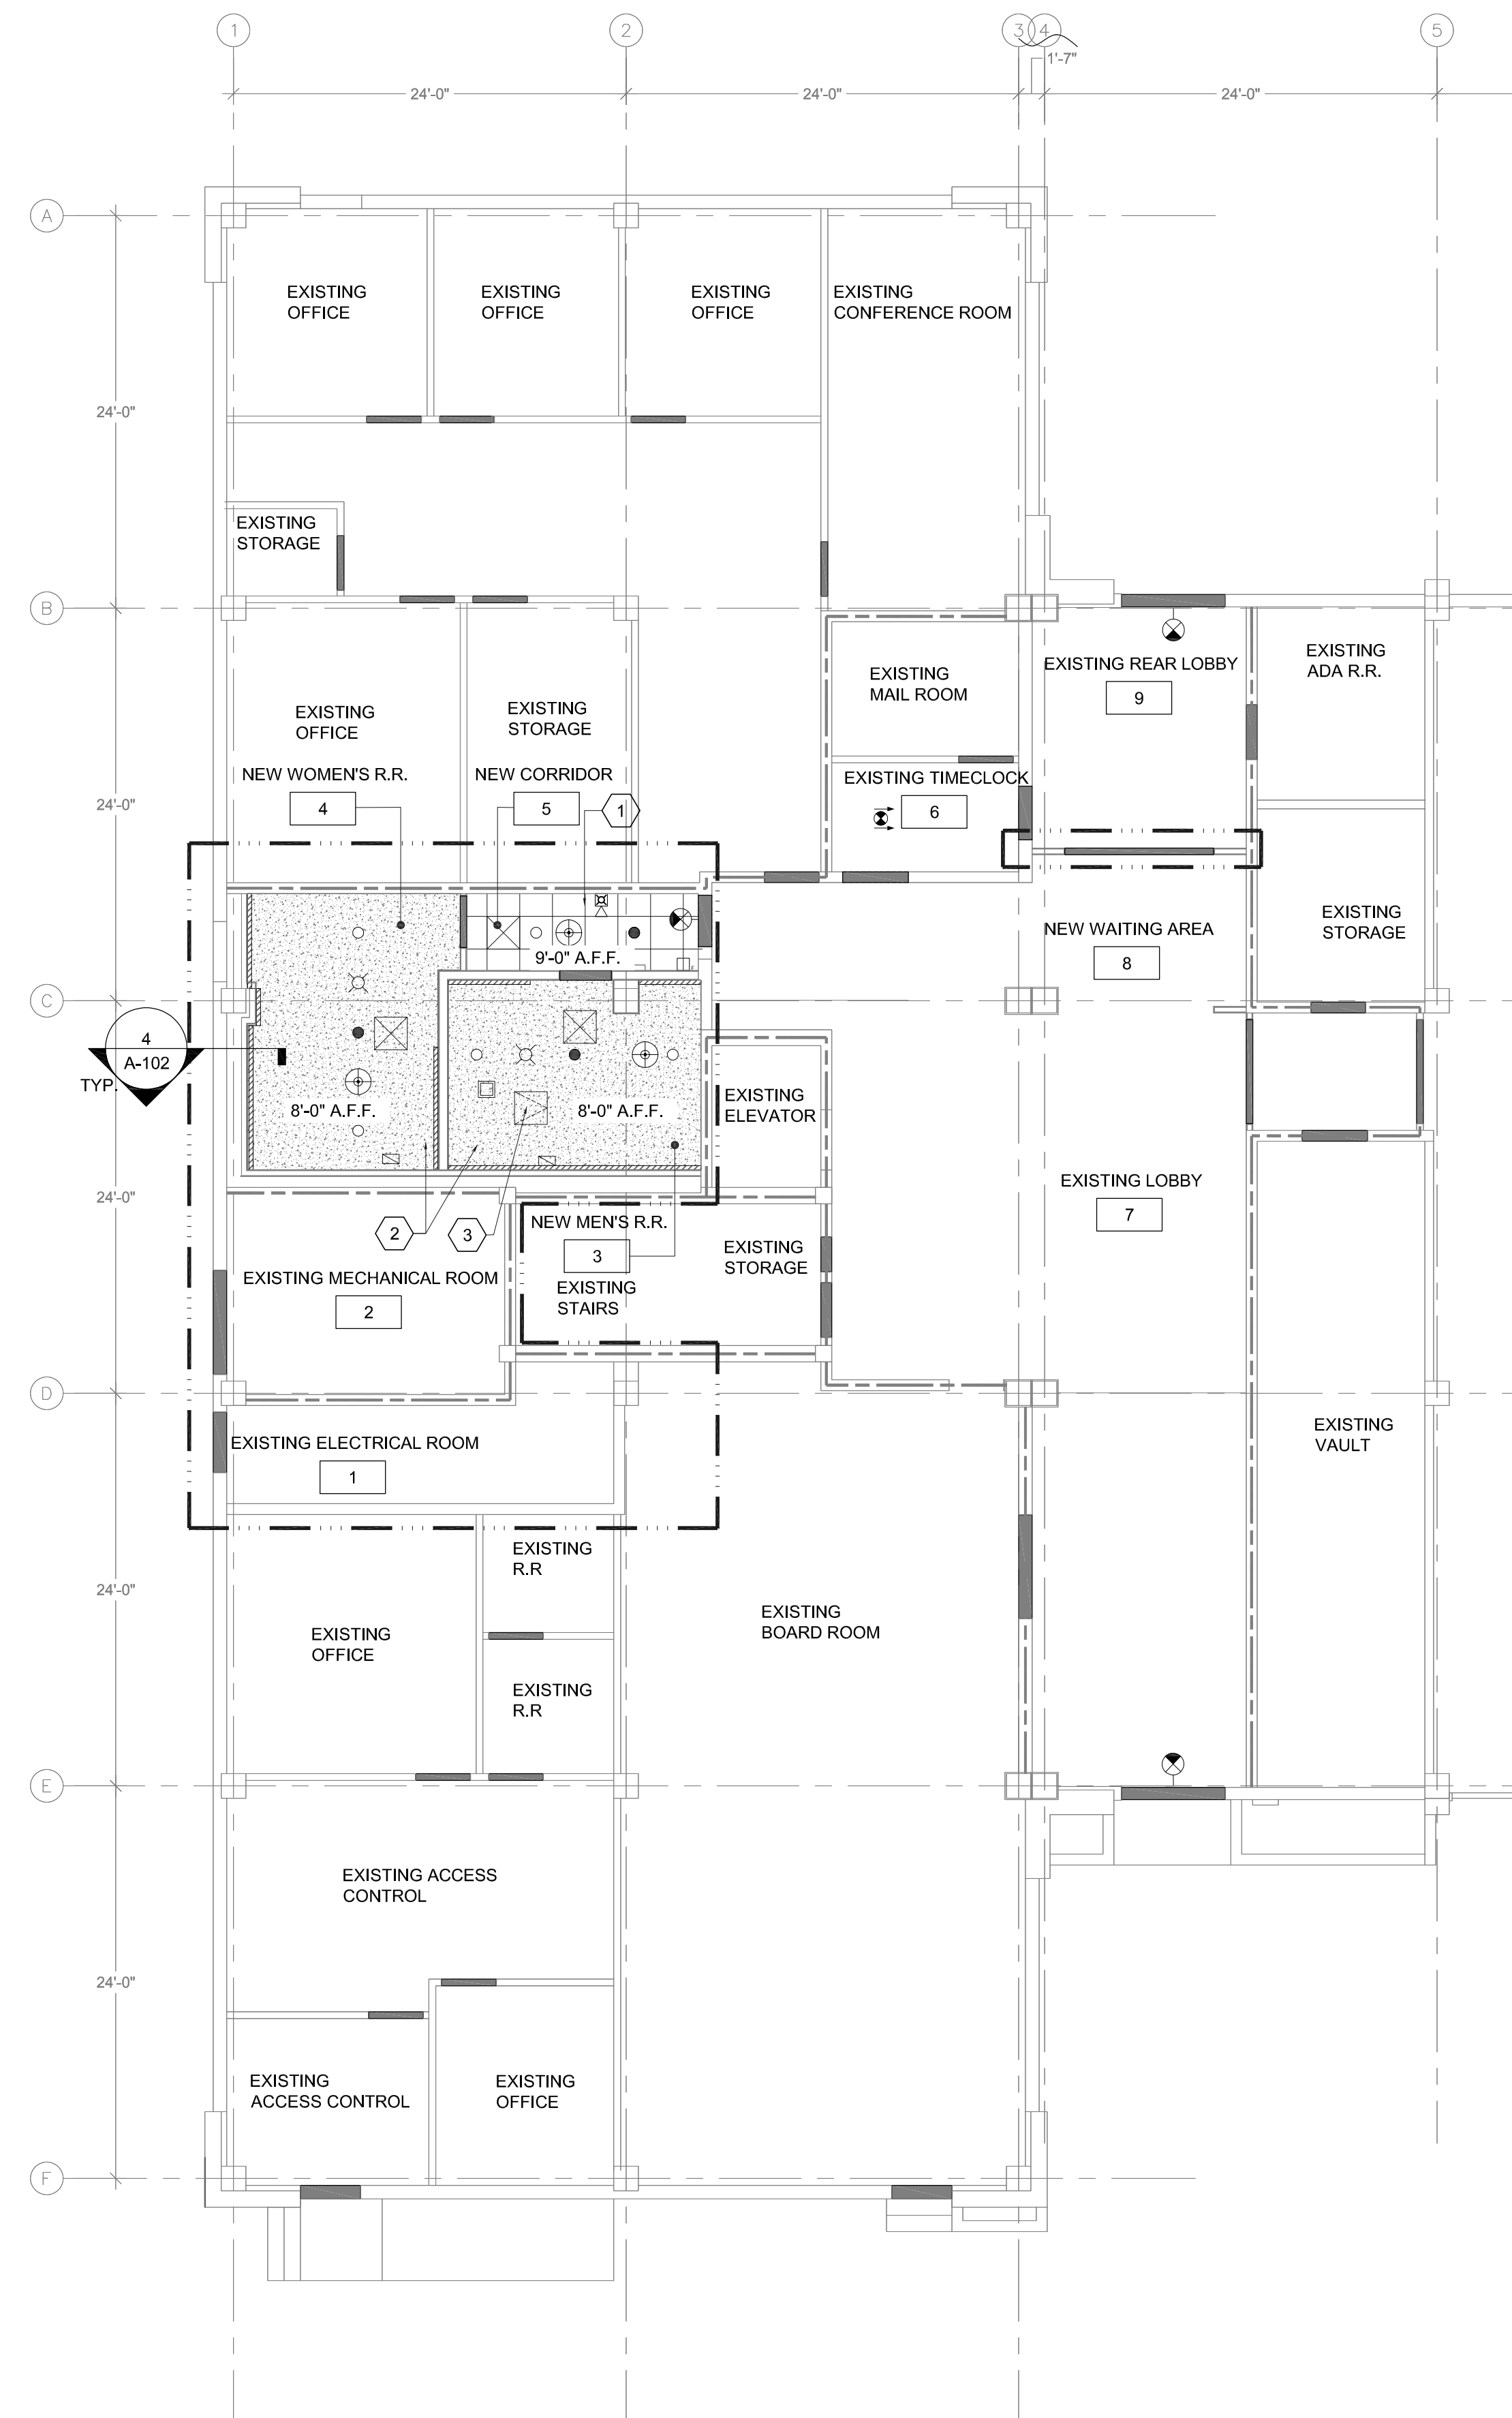 1
2
3
4
5
1'-7"
24'-0"
24'-0"
24'-0"
A
EXISTING
OFFICE
EXISTING
OFFICE
EXISTING
OFFICE
EXISTING
CONFERENCE ROOM
24'-0"
EXISTING
STORAGE
B
EXISTING
MAIL ROOM
EXISTING REAR LOBBY
9
EXISTING
ADA R.R.
EXISTING
OFFICE
EXISTING
STORAGE
NEW WOMEN'S R.R.
4
NEW CORRIDOR
5
1
EXISTING TIMECLOCK
6
24'-0"
9'-0" A.F.F.
NEW WAITING AREA
8
EXISTING
STORAGE
C
4
A-102
TYP.
8'-0" A.F.F.
8'-0" A.F.F.
EXISTING
ELEVATOR
24'-0"
EXISTING LOBBY
7
2
3
NEW MEN'S R.R.
3
EXISTING
STORAGE
EXISTING MECHANICAL ROOM
2
EXISTING
STAIRS
D
EXISTING ELECTRICAL ROOM
1
EXISTING
VAULT
EXISTING
R.R
24'-0"
EXISTING
OFFICE
EXISTING
BOARD ROOM
EXISTING
R.R
E
EXISTING ACCESS
CONTROL
24'-0"
EXISTING
ACCESS CONTROL
EXISTING
OFFICE
F